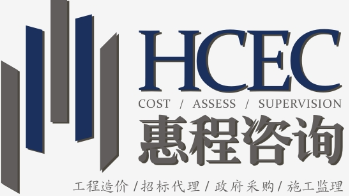 HCEC
COST / ASSESS / SUPERVISION
惠程咨询
工程造价 / 招标代理 / 政府采购 / 施工监理